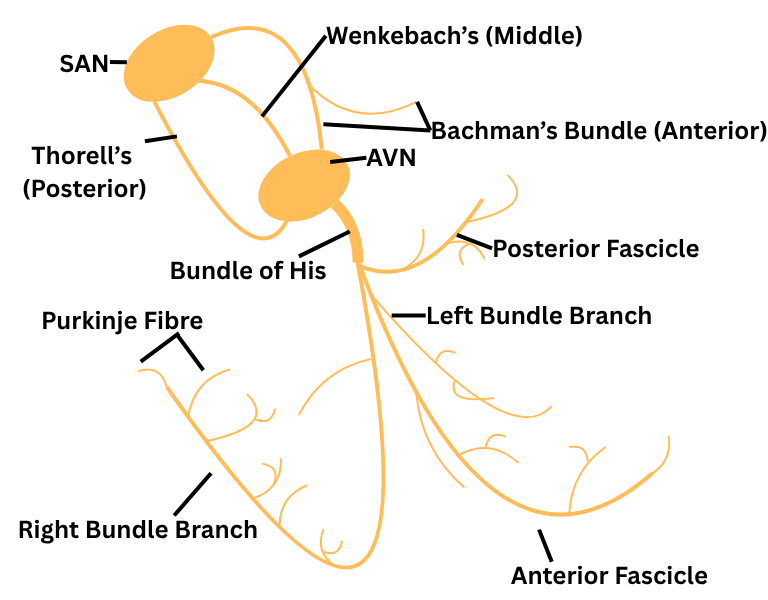 Wenkebach's (Middle)
SAN
Bachman's Bundle (Anterior)
Thorell's
(Posterior)
AVN
Posterior Fascicle
Bundle of His
Left Bundle Branch
Purkinje Fibre
Right Bundle Branch
Anterior Fascicle